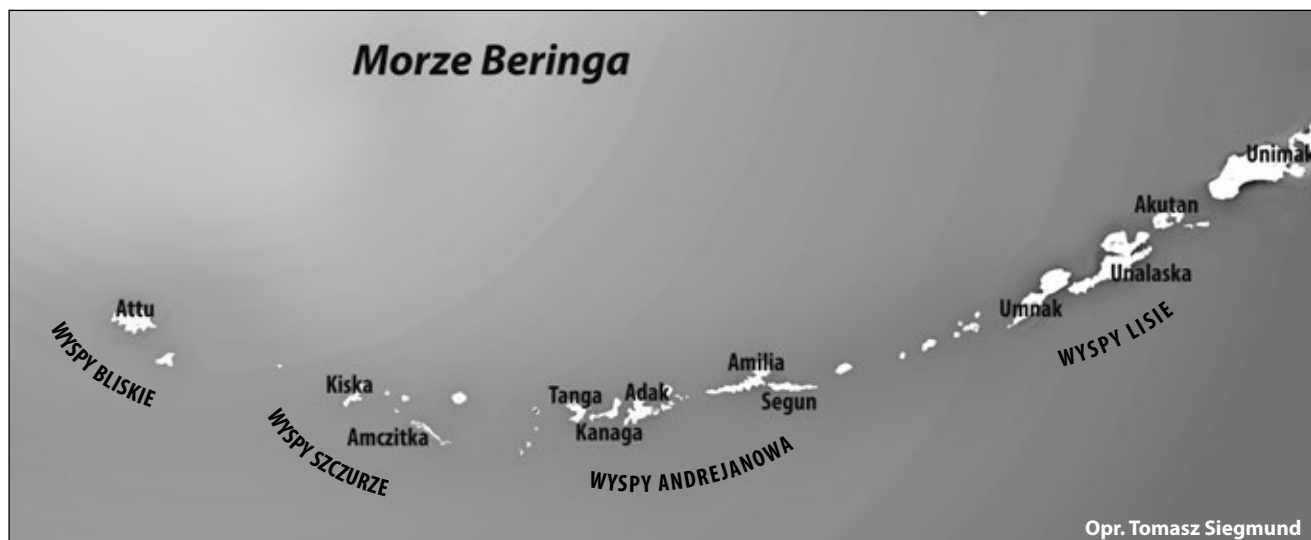 Morze Beringa
Unimak
Akutan
Unalaska
Umnak
WYSPY LISIE
Attu
WYSPY BLISKIE
Kiska
Amczitka
WYSPY SZCZURZE
Tanga
Adak
Kanaga
Amilia
Segun
WYSPY ANDREJANOWA
Opr. Tomasz Siegmund